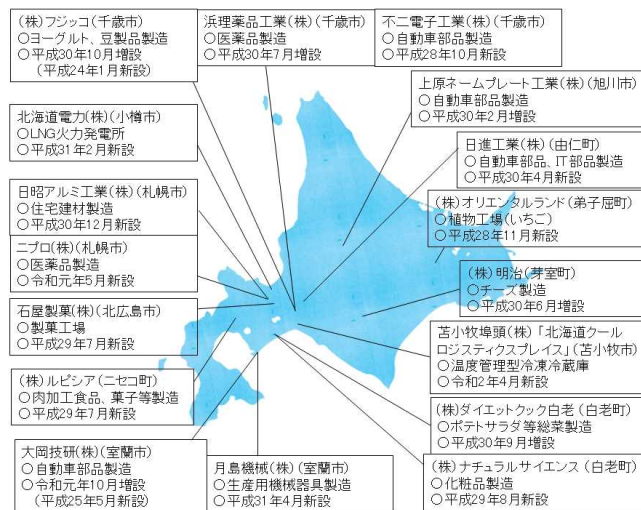 (株)フジッコ(千歳市)
○ヨーグルト、豆製品製造
○平成30年10月増設
(平成24年1月新設)
浜理薬品工業(株)(千歳市)
○医薬品製造
○平成30年7月増設
不二電子工業(株)(千歳市)
○自動車部品製造
○平成28年10月新設
上原ネームプレート工業(株)(旭川市)
○自動車部品製造
○平成30年2月増設
北海道電力(株)(小樽市)
○LNG火力発電所
○平成31年2月新設
日進工業(株)(由仁町)
○自動車部品、IT部品製造
○平成30年4月新設
日昭アルミ工業(株)(札幌市)
○住宅建材製造
○平成30年12月新設
(株)オリエンタルランド(弟子屈町)
○植物工場(いちご)
○平成28年11月新設
ニプロ(株)(札幌市)
○医薬品製造
○令和元年5月新設
(株)明治(芽室町)
○チーズ製造
○平成30年6月増設
石屋製菓(株)(北広島市)
○製菓工場
○平成29年7月新設
苫小牧埠頭(株)「北海道クール
ロジスティクスプレイス」(苫小牧市)
○温度管理型冷凍冷蔵庫
○令和2年4月新設
(株)ルピシア(ニセコ町)
○肉加工食品、菓子等製造
○平成29年7月新設
(株)ダイエットクック白老(白老町)
○ポテトサラダ等総菜製造
○平成30年9月増設
大岡技研(株)(室蘭市)
○自動車部品製造
○令和元年10月増設
(平成25年5月新設)
月島機械(株)(室蘭市)
○生産用機械器具製造
○平成31年4月新設
(株)ナチュラルサイエンス(白老町)
○化粧品製造
○平成29年8月新設